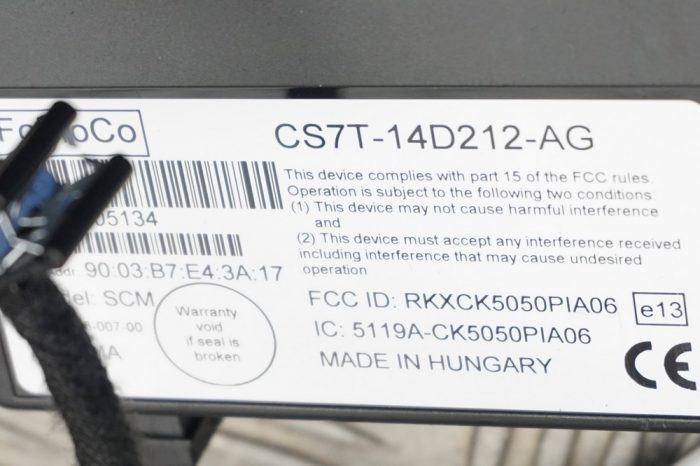 CS7T-14D212-AG
This device complies with part 15 of the FCC rules.
Operation is subject to the following two conditions
(1) This device may not cause harmful interference
and
(2) This device must accept any interference received
including interference that may cause undesired
operation
5134
90:03:B7:E4:3A:17
SCM
-007-00
Warranty
void
if seal is
broken
FCC ID: RKXCK5050PIA06
IC: 5119A-CK5050PIA06
MADE IN HUNGARY
e13
CE